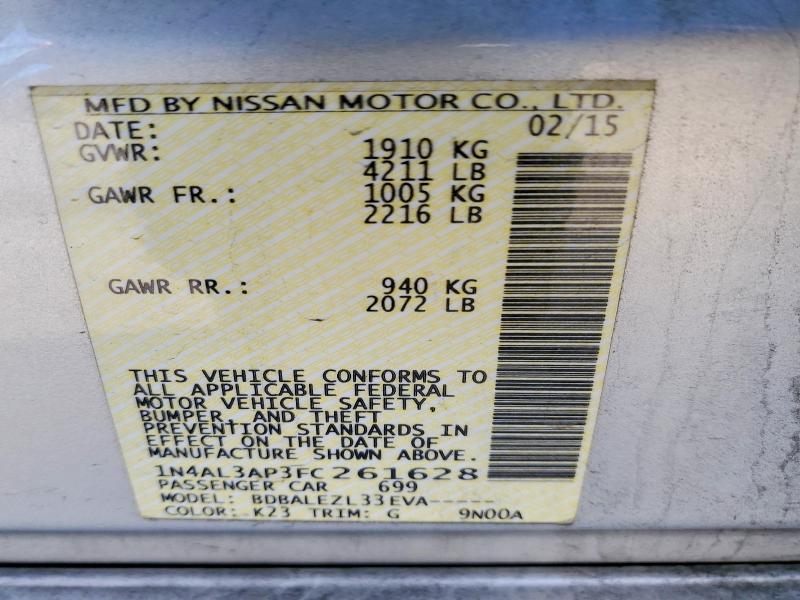 MFD BY NISSAN MOTOR CO., LTD.
DATE: 02/15
GVWR: 1910 KG
4211 LB
GAWR FR.: 1005 KG
2216 LB
GAWR RR.: 940 KG
2072 LB
THIS VEHICLE CONFORMS TO
ALL APPLICABLE FEDERAL
MOTOR VEHICLE SAFETY,
BUMPER, AND THEFT
PREVENTION STANDARDS IN
EFFECT ON THE DATE OF
MANUFACTURE SHOWN ABOVE.
1N4AL3AP3FC261628
PASSENGER CAR 699
MODEL: BDBALEZL33EVA-----
COLOR: K23 TRIM: G 9N00A